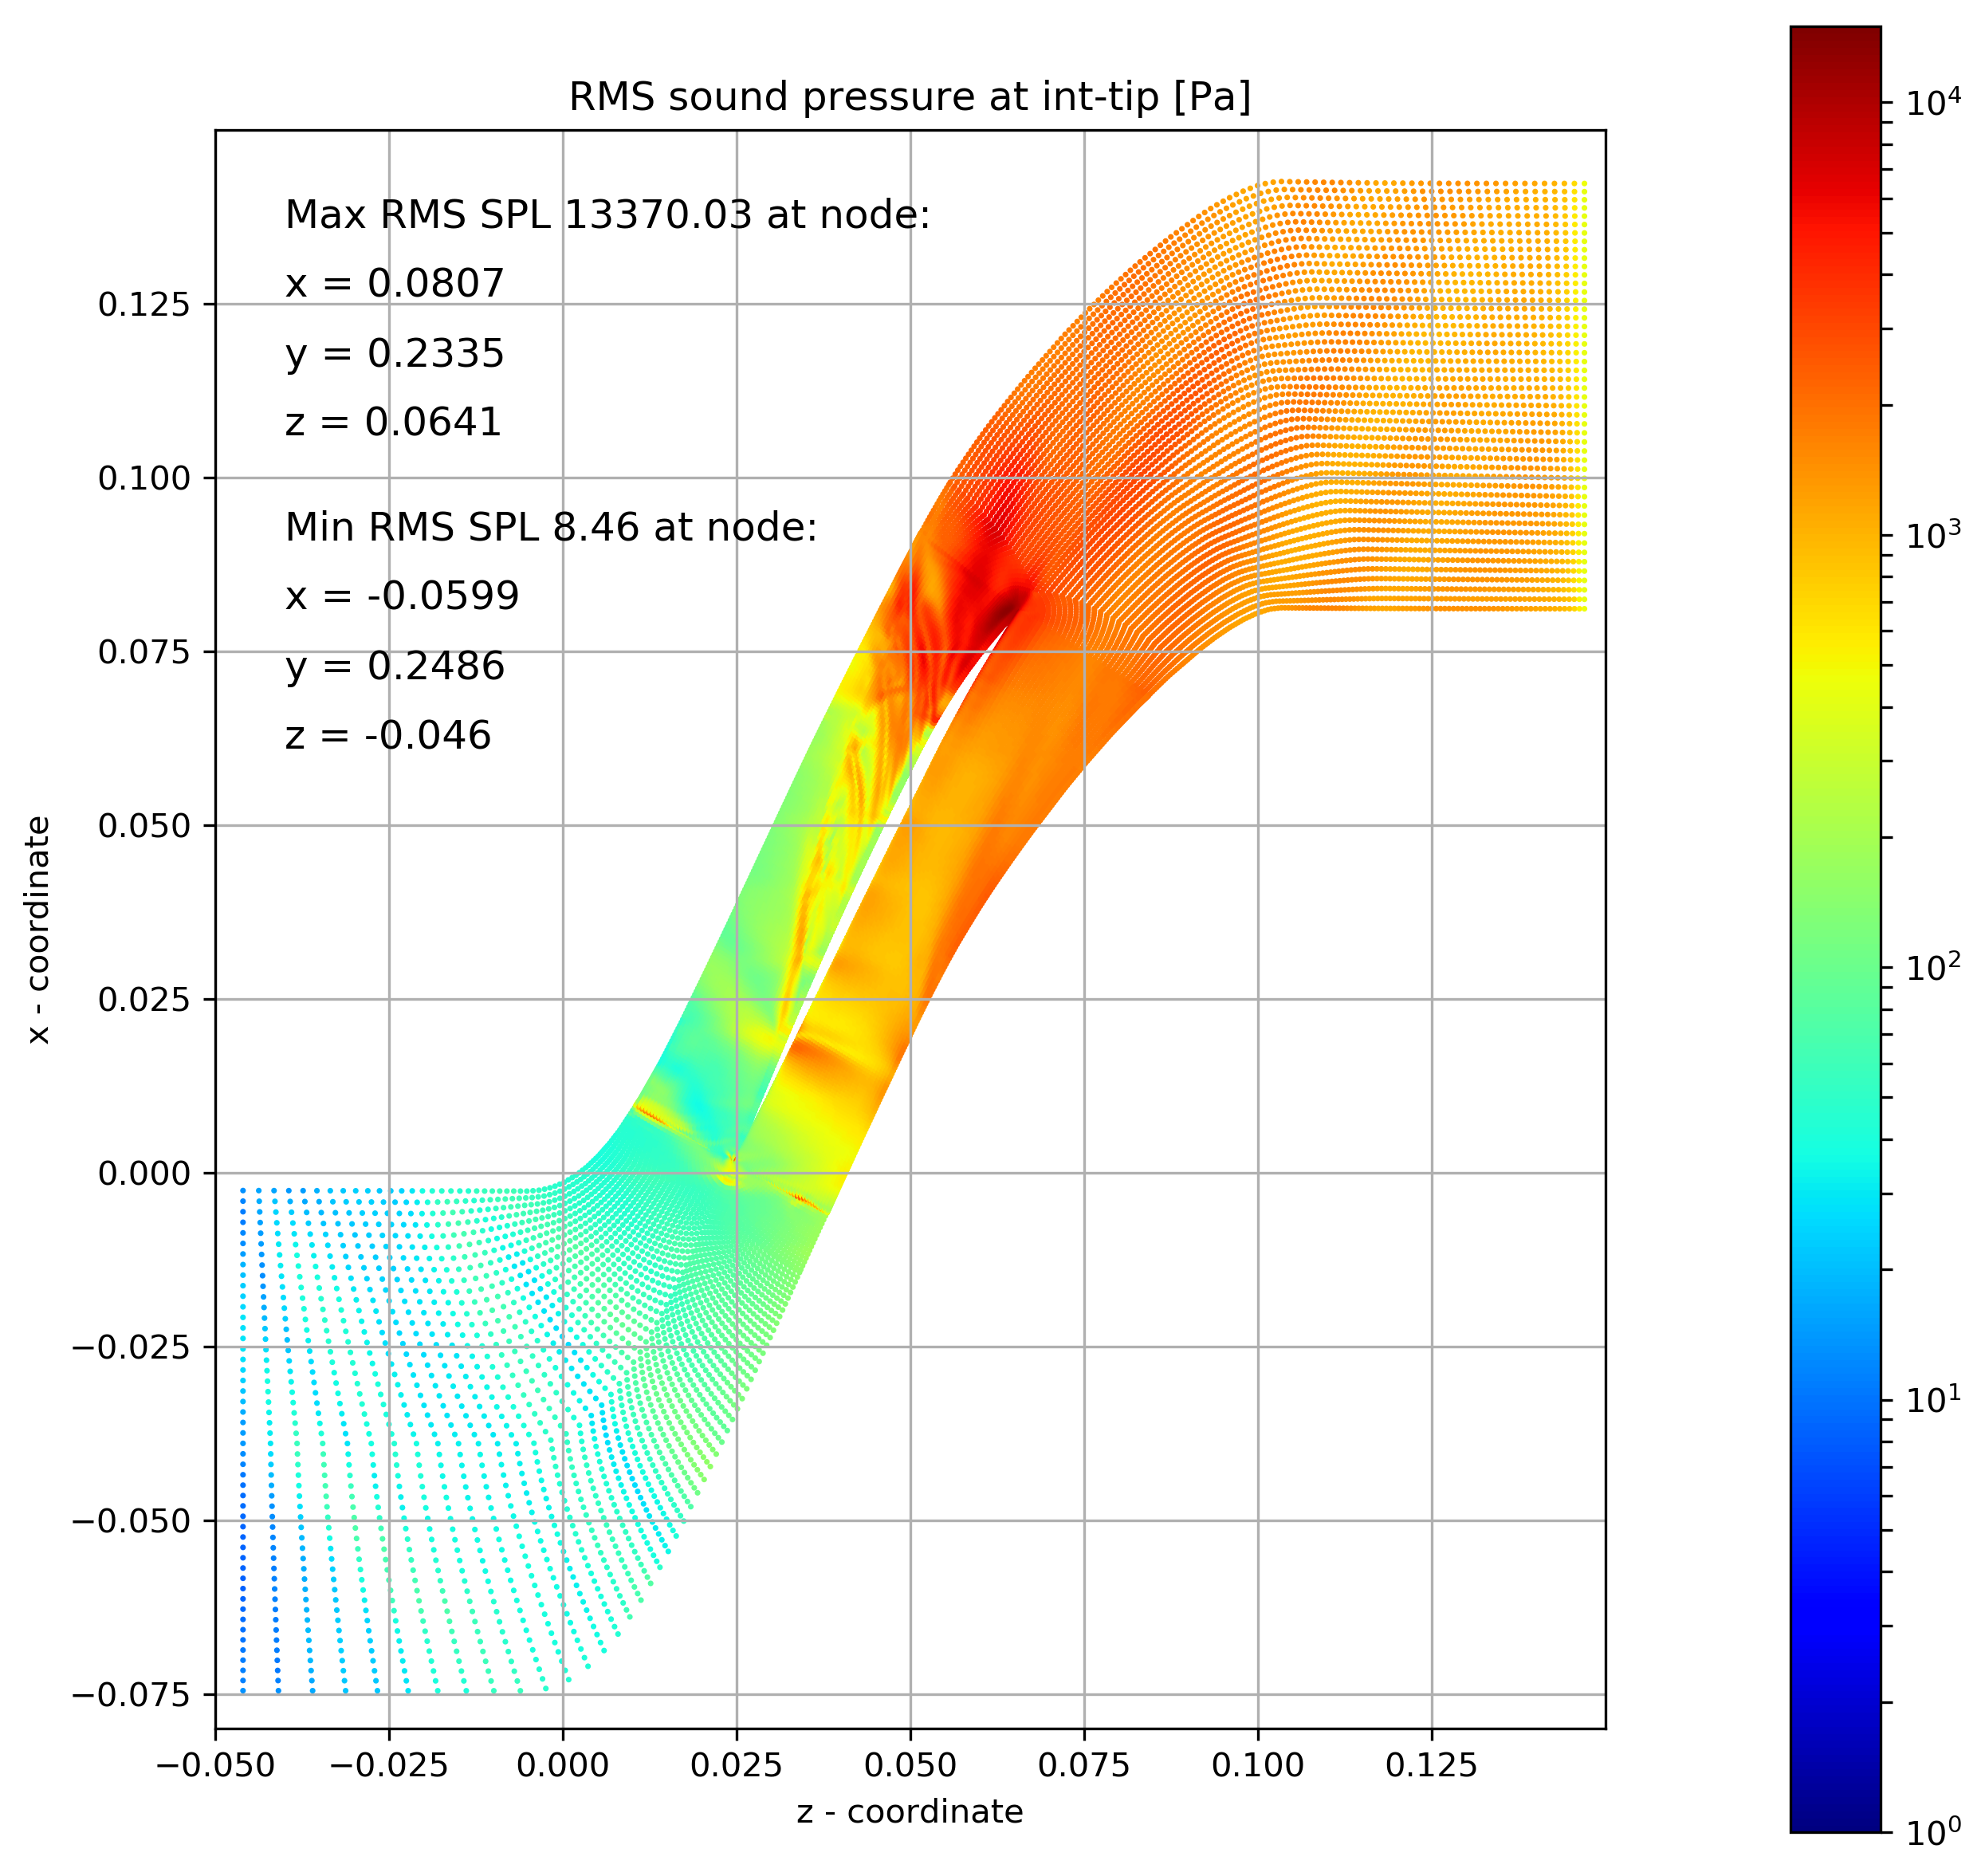 RMS sound pressure at int-tip [Pa]
Max RMS SPL 13370.03 at node:
x = 0.0807
y = 0.2335
z = 0.0641
Min RMS SPL 8.46 at node:
x = -0.0599
y = 0.2486
z = -0.046
x - coordinate
0.125
0.100
0.075
0.050
0.025
0.000
−0.025
−0.050
−0.075
−0.050 −0.025 0.000 0.025 0.050 0.075 0.100 0.125
z - coordinate
10⁴
10³
10²
10¹
10⁰